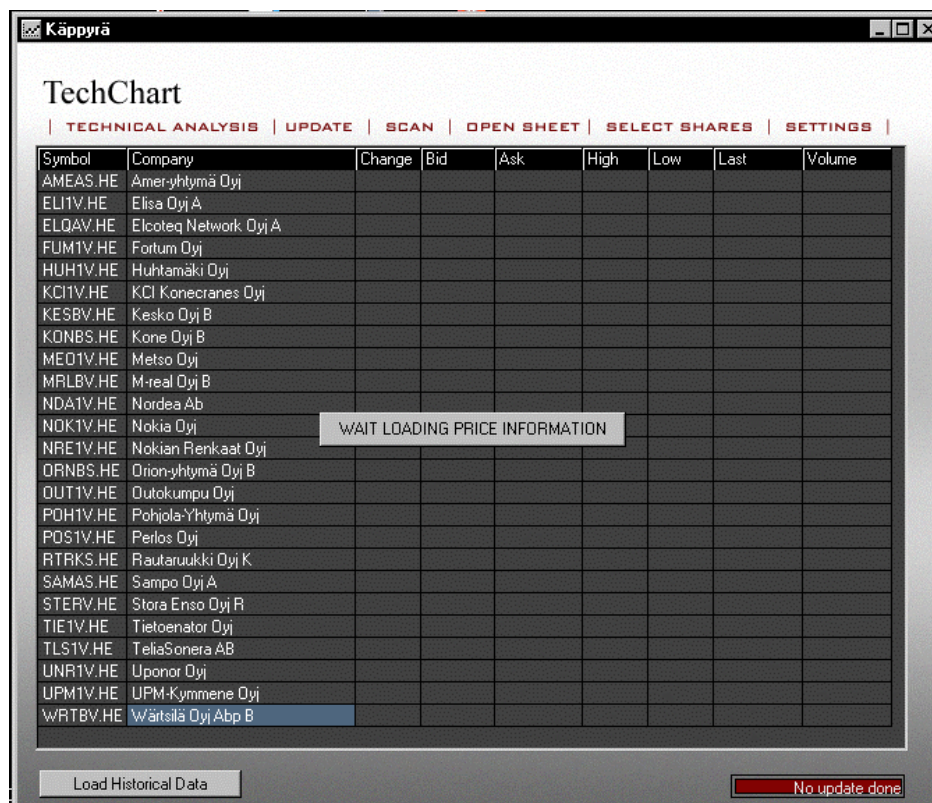 Käppyrä
TechChart
| TECHNICAL ANALYSIS | UPDATE | SCAN | OPEN SHEET | SELECT SHARES | SETTINGS |
Symbol Company Change Bid Ask High Low Last Volume
AMEAS.HE Amer-yhtymä Oyj
ELI1V.HE Elisa Oyj A
ELQAV.HE Elcoteq Network Oyj A
FUM1V.HE Fortum Oyj
HUH1V.HE Huhtamäki Oyj
KCI1V.HE KCI Konecranes Oyj
KESBV.HE Kesko Oyj B
KONBS.HE Kone Oyj B
MEO1V.HE Metso Oyj
MRLBV.HE M-real Oyj B
NDA1V.HE Nordea Ab
NOK1V.HE Nokia Oyj
WAIT LOADING PRICE INFORMATION
NRE1V.HE Nokian Renkaat Oyj
ORNBS.HE Orion-yhtymä Oyj B
OUT1V.HE Outokumpu Oyj
POH1V.HE Pohjola-Yhtymä Oyj
POS1V.HE Perlos Oyj
RTRKS.HE Rautaruukki Oyj K
SAMAS.HE Sampo Oyj A
STERV.HE Stora Enso Oyj R
TIE1V.HE Tietoenator Oyj
TLS1V.HE TeliaSonera AB
UNR1V.HE Uponor Oyj
UPM1V.HE UPM-Kymmene Oyj
WRTBV.HE Wärtsilä Oyj Abp B
Load Historical Data
No update done